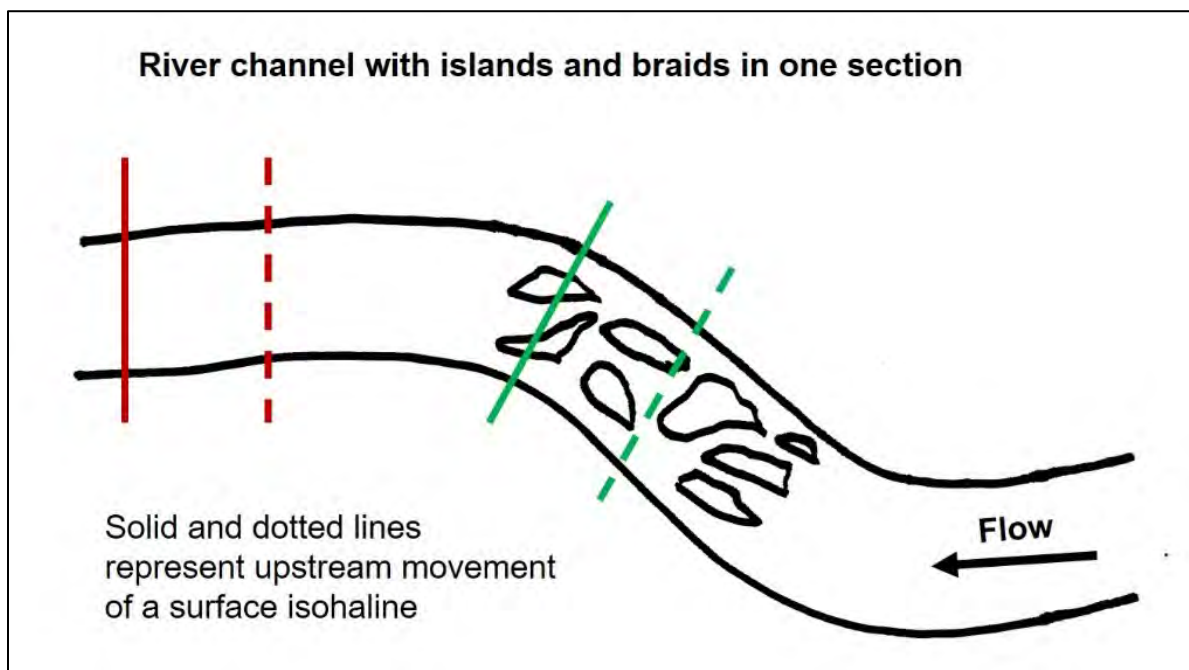 River channel with islands and braids in one section
Solid and dotted lines
represent upstream movement
of a surface isohaline
Flow